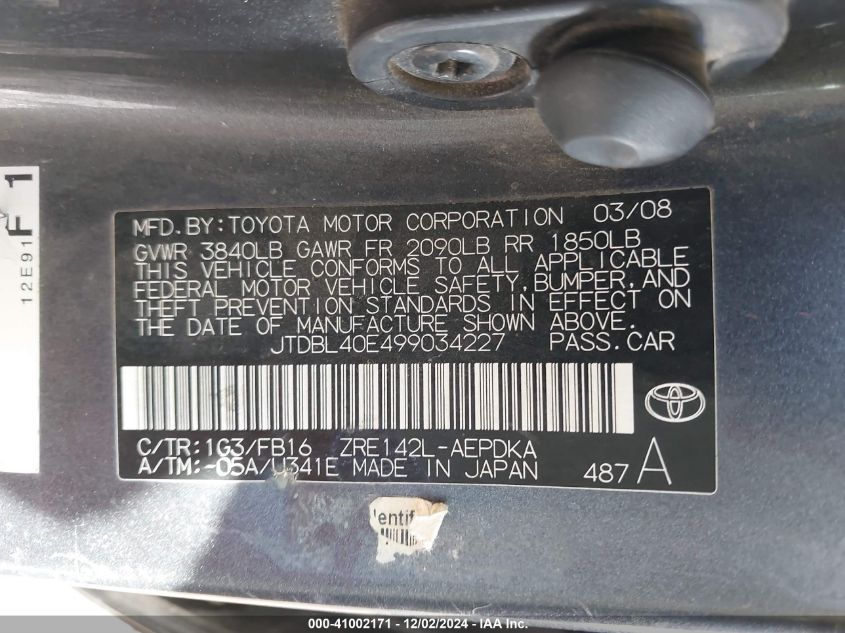 F 1
12E91
MFD.BY:TOYOTA MOTOR CORPORATION 03/08
GVWR 3840LB GAWR FR 2090LB RR 1850LB
THIS VEHICLE CONFORMS TO ALL APPLICABLE
FEDERAL MOTOR VEHICLE SAFETY,BUMPER,AND
THEFT PREVENTION STANDARDS IN EFFECT ON
THE DATE OF MANUFACTURE SHOWN ABOVE.
JTDBL40E499034227 PASS.CAR
C/TR:1G3/FB16 ZRE142L-AEPDKA
A/TM:-05A/U341E MADE IN JAPAN 487 A
entif
000-41002171 - 12/02/2024 - IAA Inc.